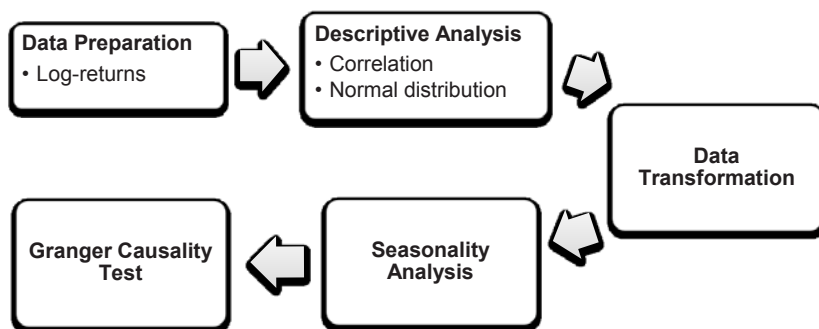 Data Preparation
• Log-returns
Descriptive Analysis
• Correlation
• Normal distribution
Data
Transformation
Seasonality
Analysis
Granger Causality
Test